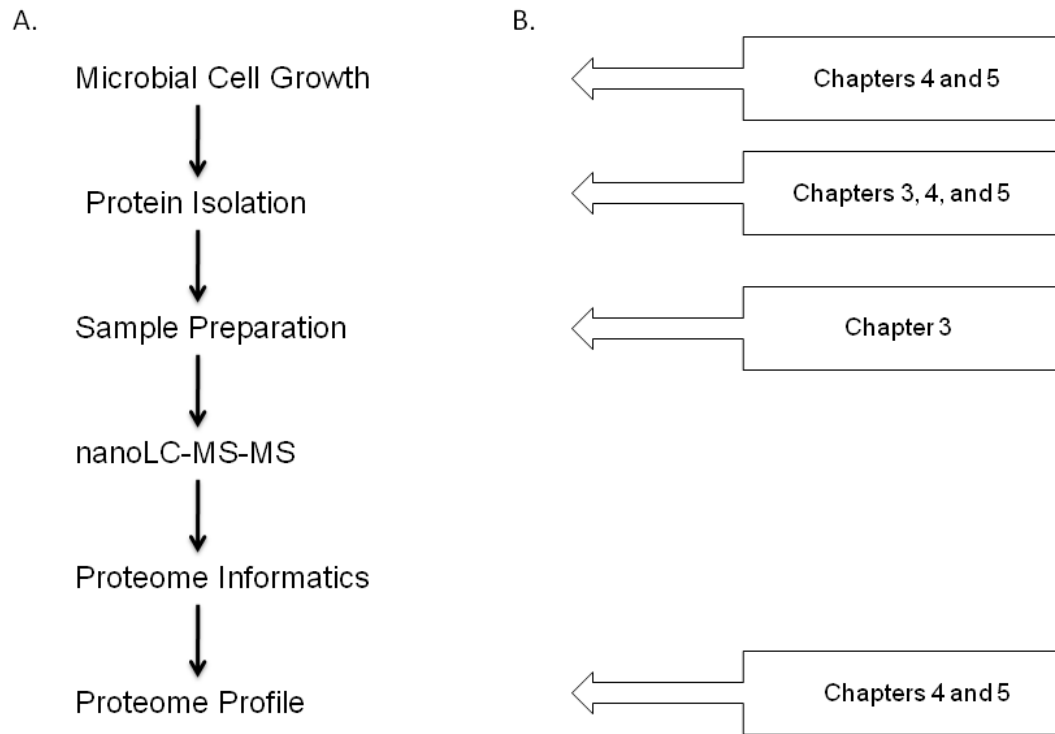 A.
B.
Microbial Cell Growth
Chapters 4 and 5
Protein Isolation
Chapters 3, 4, and 5
Sample Preparation
Chapter 3
nanoLC-MS-MS
Proteome Informatics
Proteome Profile
Chapters 4 and 5